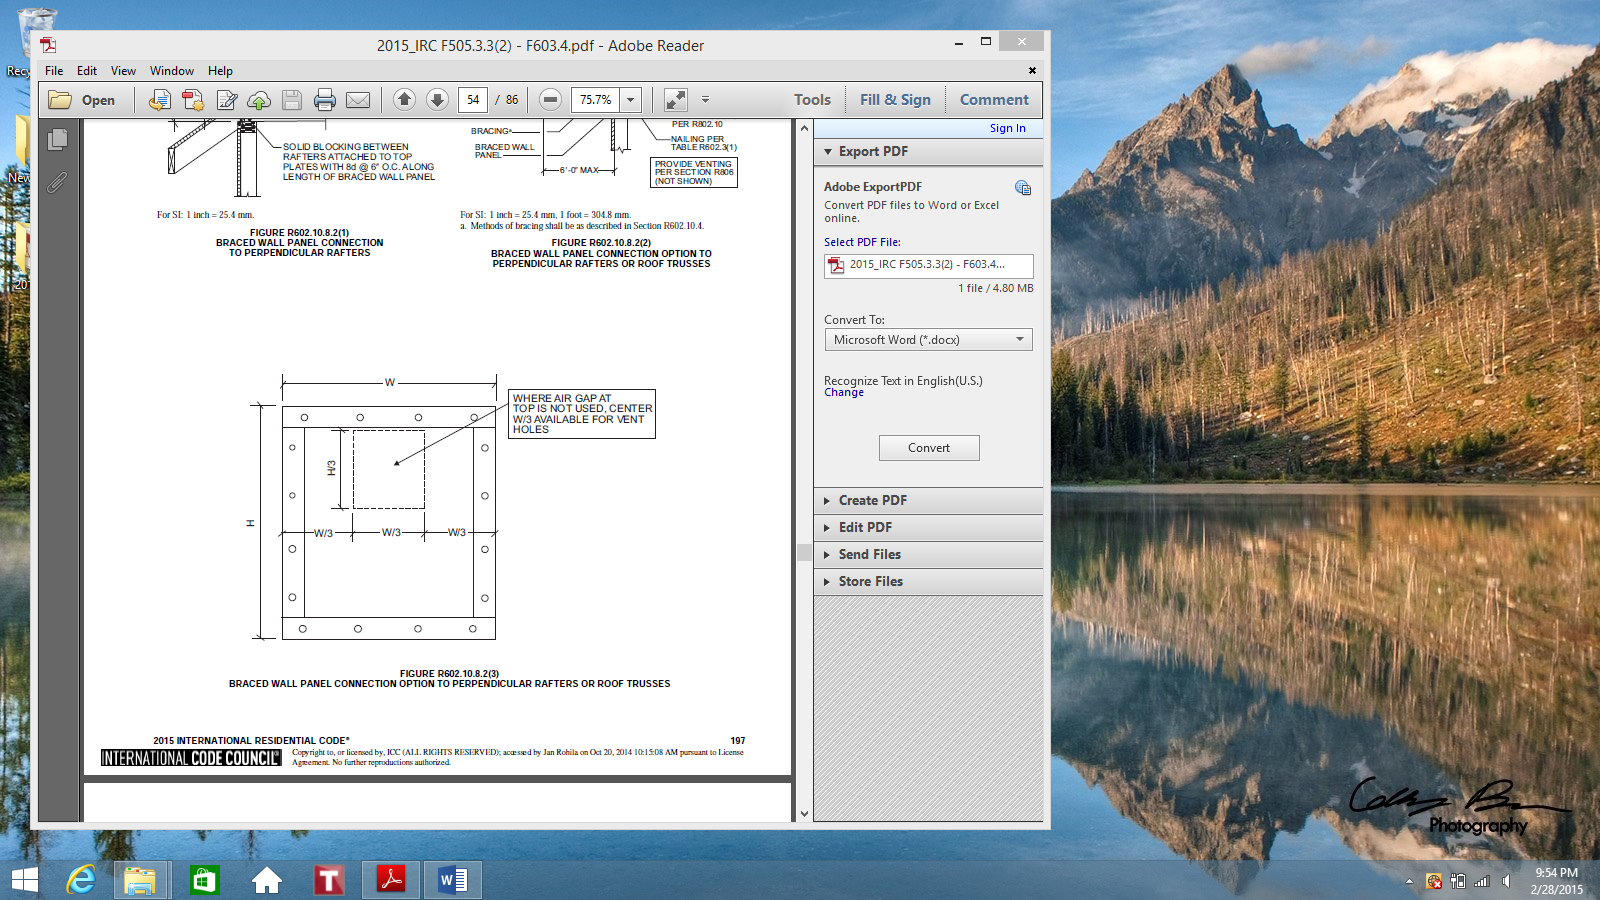 Recy
New
201
2015_IRC F505.3.3(2) - F603.4.pdf - Adobe Reader
File Edit View Window Help
Open 54 / 86 75.7% Tools Fill & Sign Comment
SOLID BLOCKING BETWEEN
RAFTERS ATTACHED TO TOP
PLATES WITH 8d @ 6" O.C. ALONG
LENGTH OF BRACED WALL PANEL
For SI: 1 inch = 25.4 mm.
FIGURE R602.10.8.2(1)
BRACED WALL PANEL CONNECTION
TO PERPENDICULAR RAFTERS
BRACINGᵃ
BRACED WALL
PANEL
PER R802.10
NAILING PER
TABLE R602.3(1)
6'-0" MAX
PROVIDE VENTING
PER SECTION R806
(NOT SHOWN)
For SI: 1 inch = 25.4 mm, 1 foot = 304.8 mm.
a. Methods of bracing shall be as described in Section R602.10.4.
FIGURE R602.10.8.2(2)
BRACED WALL PANEL CONNECTION OPTION TO
PERPENDICULAR RAFTERS OR ROOF TRUSSES
W
WHERE AIR GAP AT
TOP IS NOT USED, CENTER
W/3 AVAILABLE FOR VENT
HOLES
H/3
H
W/3 W/3 W/3
FIGURE R602.10.8.2(3)
BRACED WALL PANEL CONNECTION OPTION TO PERPENDICULAR RAFTERS OR ROOF TRUSSES
2015 INTERNATIONAL RESIDENTIAL CODE® 197
INTERNATIONAL CODE COUNCIL
Copyright to, or licensed by, ICC (ALL RIGHTS RESERVED); accessed by Jan Rohila on Oct 20, 2014 10:15:08 AM pursuant to License
Agreement. No further reproductions authorized.
Sign In
Export PDF
Adobe ExportPDF
Convert PDF files to Word or Excel
online.
Select PDF File:
2015_IRC F505.3.3(2) - F603.4...
1 file / 4.80 MB
Convert To:
Microsoft Word (*.docx)
Recognize Text in English(U.S.)
Change
Convert
Create PDF
Edit PDF
Send Files
Store Files
Photography
9:54 PM
2/28/2015